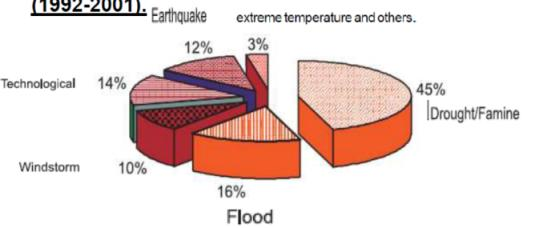 (1992-2001).
Earthquake
extreme temperature and others.
12%
3%
Technological
14%
45%
Drought/Famine
Windstorm
10%
16%
Flood